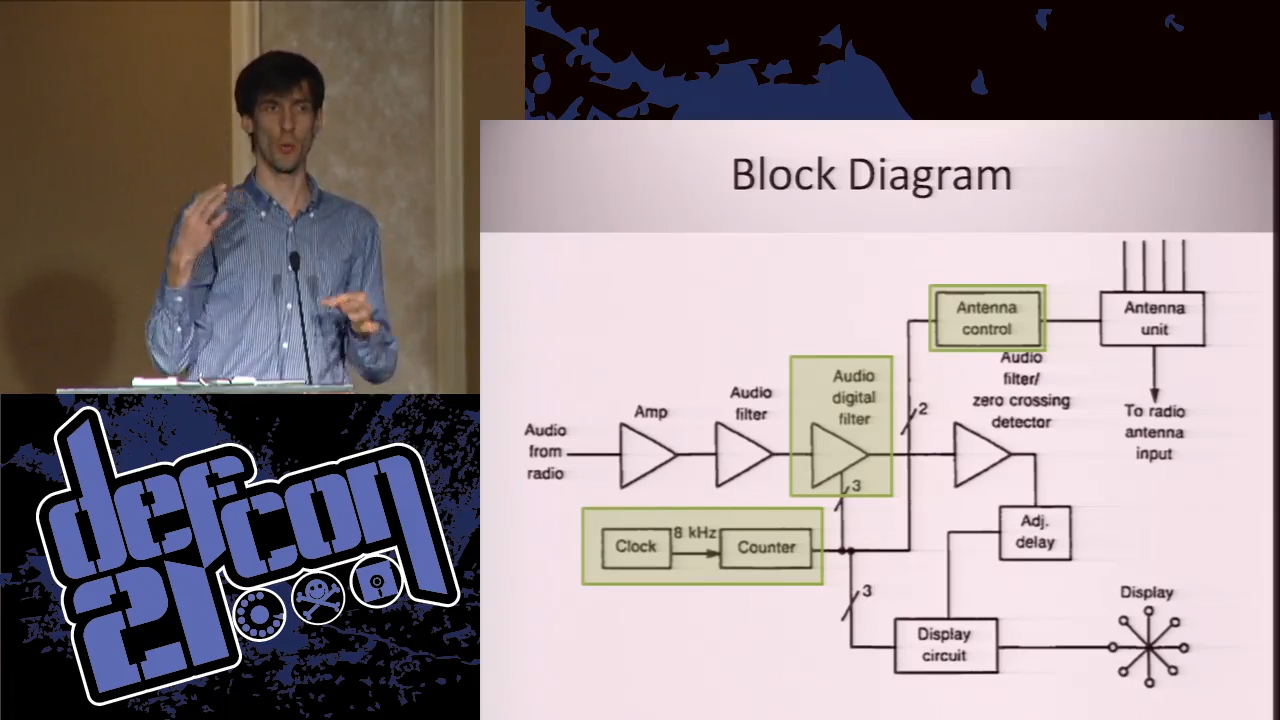 Block Diagram
Antenna
control
Antenna
unit
Audio
digital
filter
Audio
filter/
zero crossing
detector
Audio
filter
Amp
2
To radio
antenna
input
Audio
from
radio
3
8 kHz
Clock
Counter
Adj.
delay
3
Display
Display
circuit
defcon
21